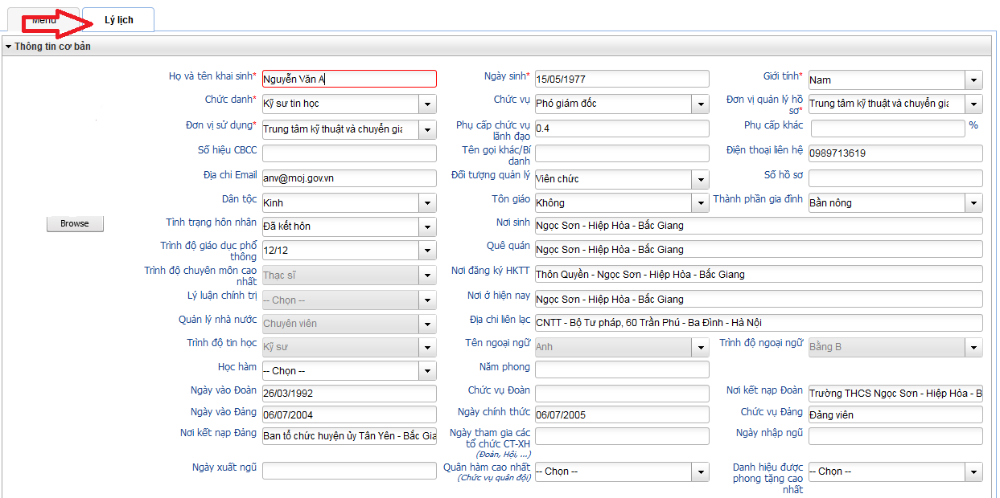 Menu
Lý lịch
Thông tin cơ bản
Họ và tên khai sinh* Nguyễn Văn A Ngày sinh* 15/05/1977 Giới tính* Nam
Chức danh* Kỹ sư tin học Chức vụ Phó giám đốc Đơn vị quản lý hồ
sơ* Trung tâm kỹ thuật và chuyển gia
Đơn vị sử dụng* Trung tâm kỹ thuật và chuyển gia Phụ cấp chức vụ
lãnh đạo 0.4 Phụ cấp khác %
Số hiệu CBCC Tên gọi khác/Bí
danh Điện thoại liên hệ 0989713619
Địa chỉ Email anv@moj.gov.vn Đối tượng quản lý Viên chức Số hồ sơ
Dân tộc Kinh Tôn giáo Không Thành phần gia đình Bần nông
Browse
Tình trạng hôn nhân Đã kết hôn Nơi sinh Ngọc Sơn - Hiệp Hòa - Bắc Giang
Trình độ giáo dục phổ
thông 12/12 Quê quán Ngọc Sơn - Hiệp Hòa - Bắc Giang
Trình độ chuyên môn cao
nhất Thạc sĩ Nơi đăng ký HKTT Thôn Quyền - Ngọc Sơn - Hiệp Hòa - Bắc Giang
Lý luận chính trị -- Chọn -- Nơi ở hiện nay Ngọc Sơn - Hiệp Hòa - Bắc Giang
Quản lý nhà nước Chuyên viên Địa chỉ liên lạc CNTT - Bộ Tư pháp, 60 Trần Phú - Ba Đình - Hà Nội
Trình độ tin học Kỹ sư Tên ngoại ngữ Anh Trình độ ngoại ngữ Bằng B
Học hàm -- Chọn -- Năm phong
Ngày vào Đoàn 26/03/1992 Chức vụ Đoàn Nơi kết nạp Đoàn Trường THCS Ngọc Sơn - Hiệp Hòa - B
Ngày vào Đảng 06/07/2004 Ngày chính thức 06/07/2005 Chức vụ Đảng Đảng viên
Nơi kết nạp Đảng Ban tổ chức huyện ủy Tân Yên - Bắc Gia Ngày tham gia các
tổ chức CT-XH
(Đoàn, Hội, ...) Ngày nhập ngũ
Ngày xuất ngũ Quân hàm cao nhất
(Chức vụ quân đội) -- Chọn -- Danh hiệu được
phong tặng cao
nhất -- Chọn --